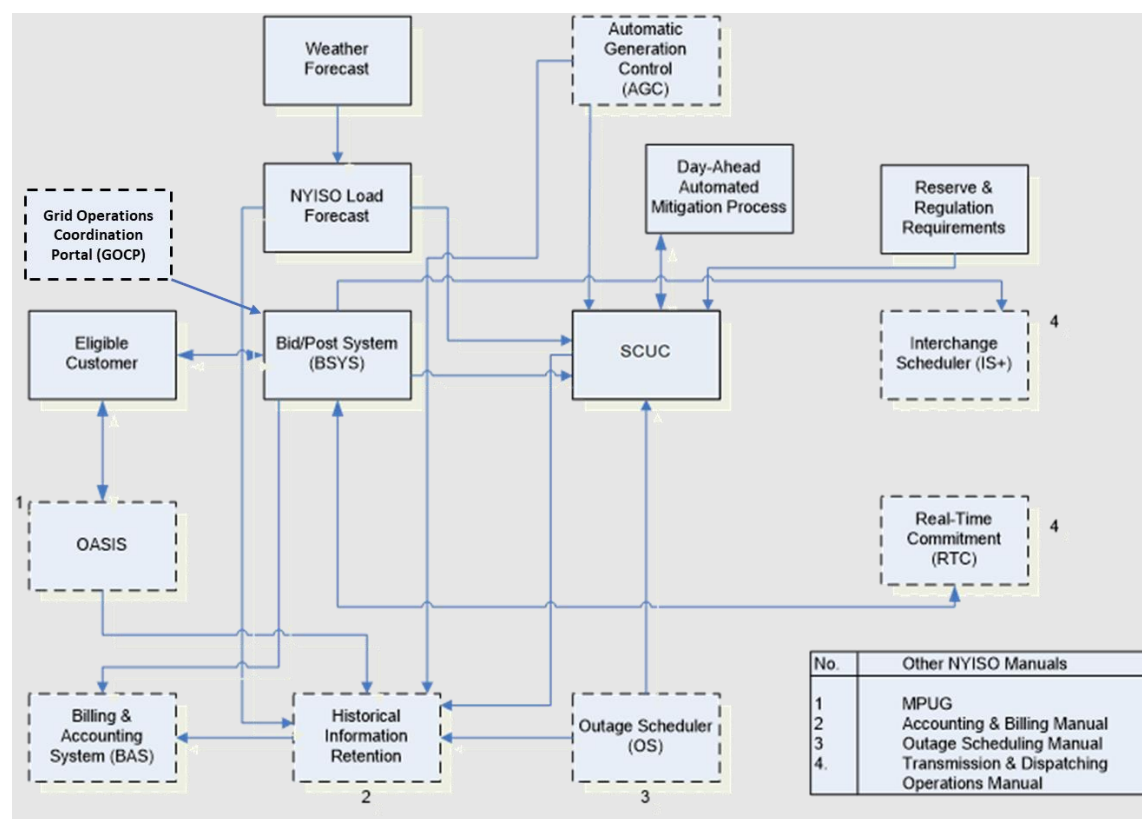 Weather
Forecast
Automatic
Generation
Control
(AGC)
NYISO Load
Forecast
Day-Ahead
Automated
Mitigation Process
Reserve &
Regulation
Requirements
Grid Operations
Coordination
Portal (GOCP)
Eligible
Customer
Bid/Post System
(BSYS)
SCUC
Interchange
Scheduler (IS+)
4
1
OASIS
Real-Time
Commitment
(RTC)
4
Billing &
Accounting
System (BAS)
Historical
Information
Retention
2
Outage Scheduler
(OS)
3
No. Other NYISO Manuals
1 MPUG
2 Accounting & Billing Manual
3 Outage Scheduling Manual
4. Transmission & Dispatching
Operations Manual